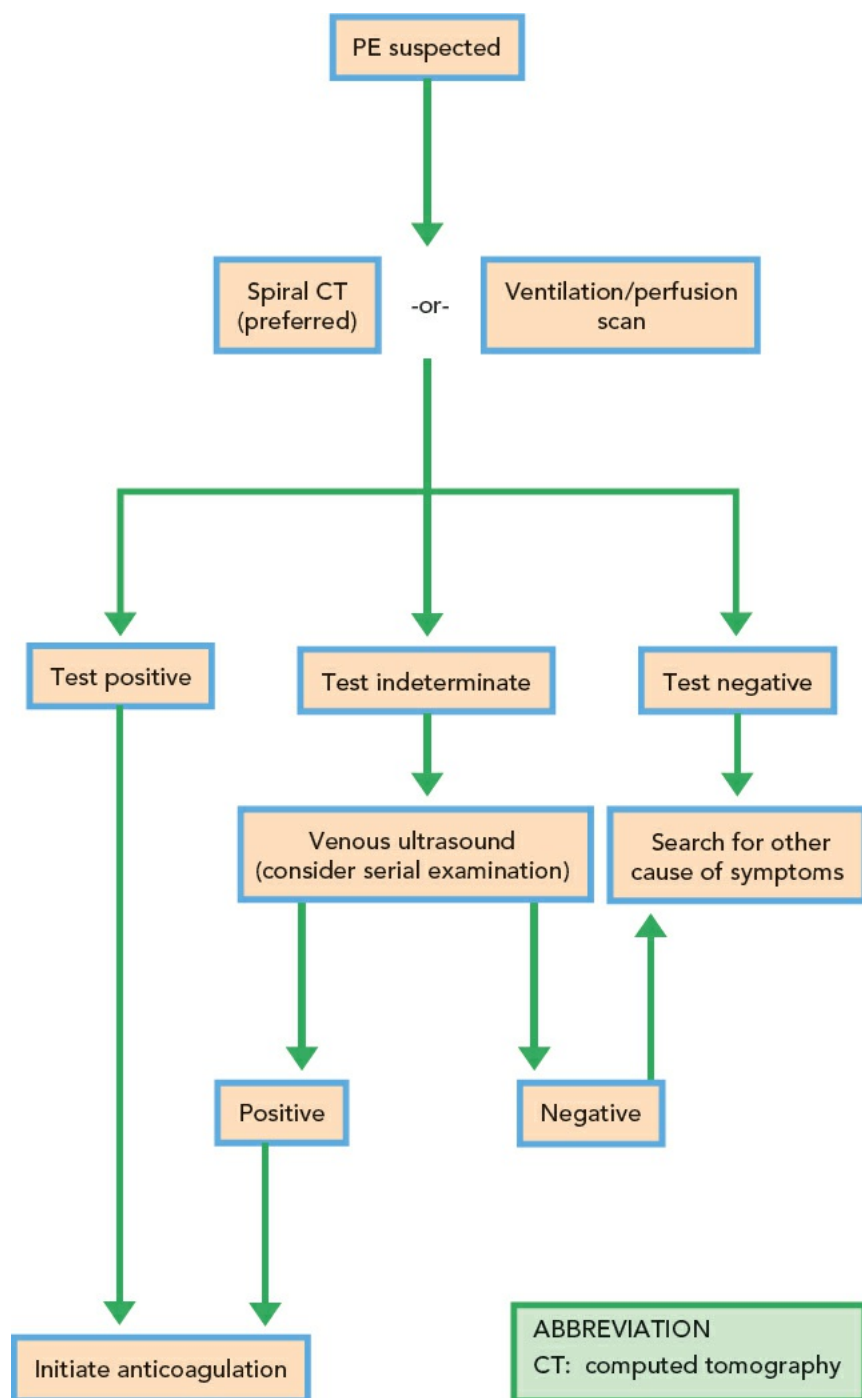 PE suspected
Spiral CT
(preferred)
-or-
Ventilation/perfusion
scan
Test positive
Test indeterminate
Test negative
Venous ultrasound
(consider serial examination)
Search for other
cause of symptoms
Positive
Negative
Initiate anticoagulation
ABBREVIATION
CT: computed tomography